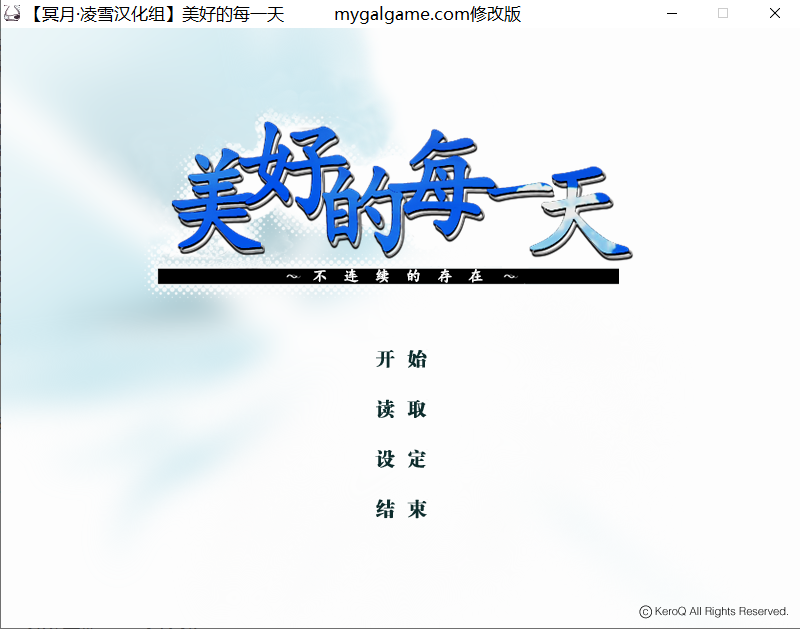 【冥月·凌雪汉化组】美好的每一天 mygalgame.com修改版
美好的每一天
～不连续的存在～
开始
读取
设定
结束
© KeroQ All Rights Reserved.